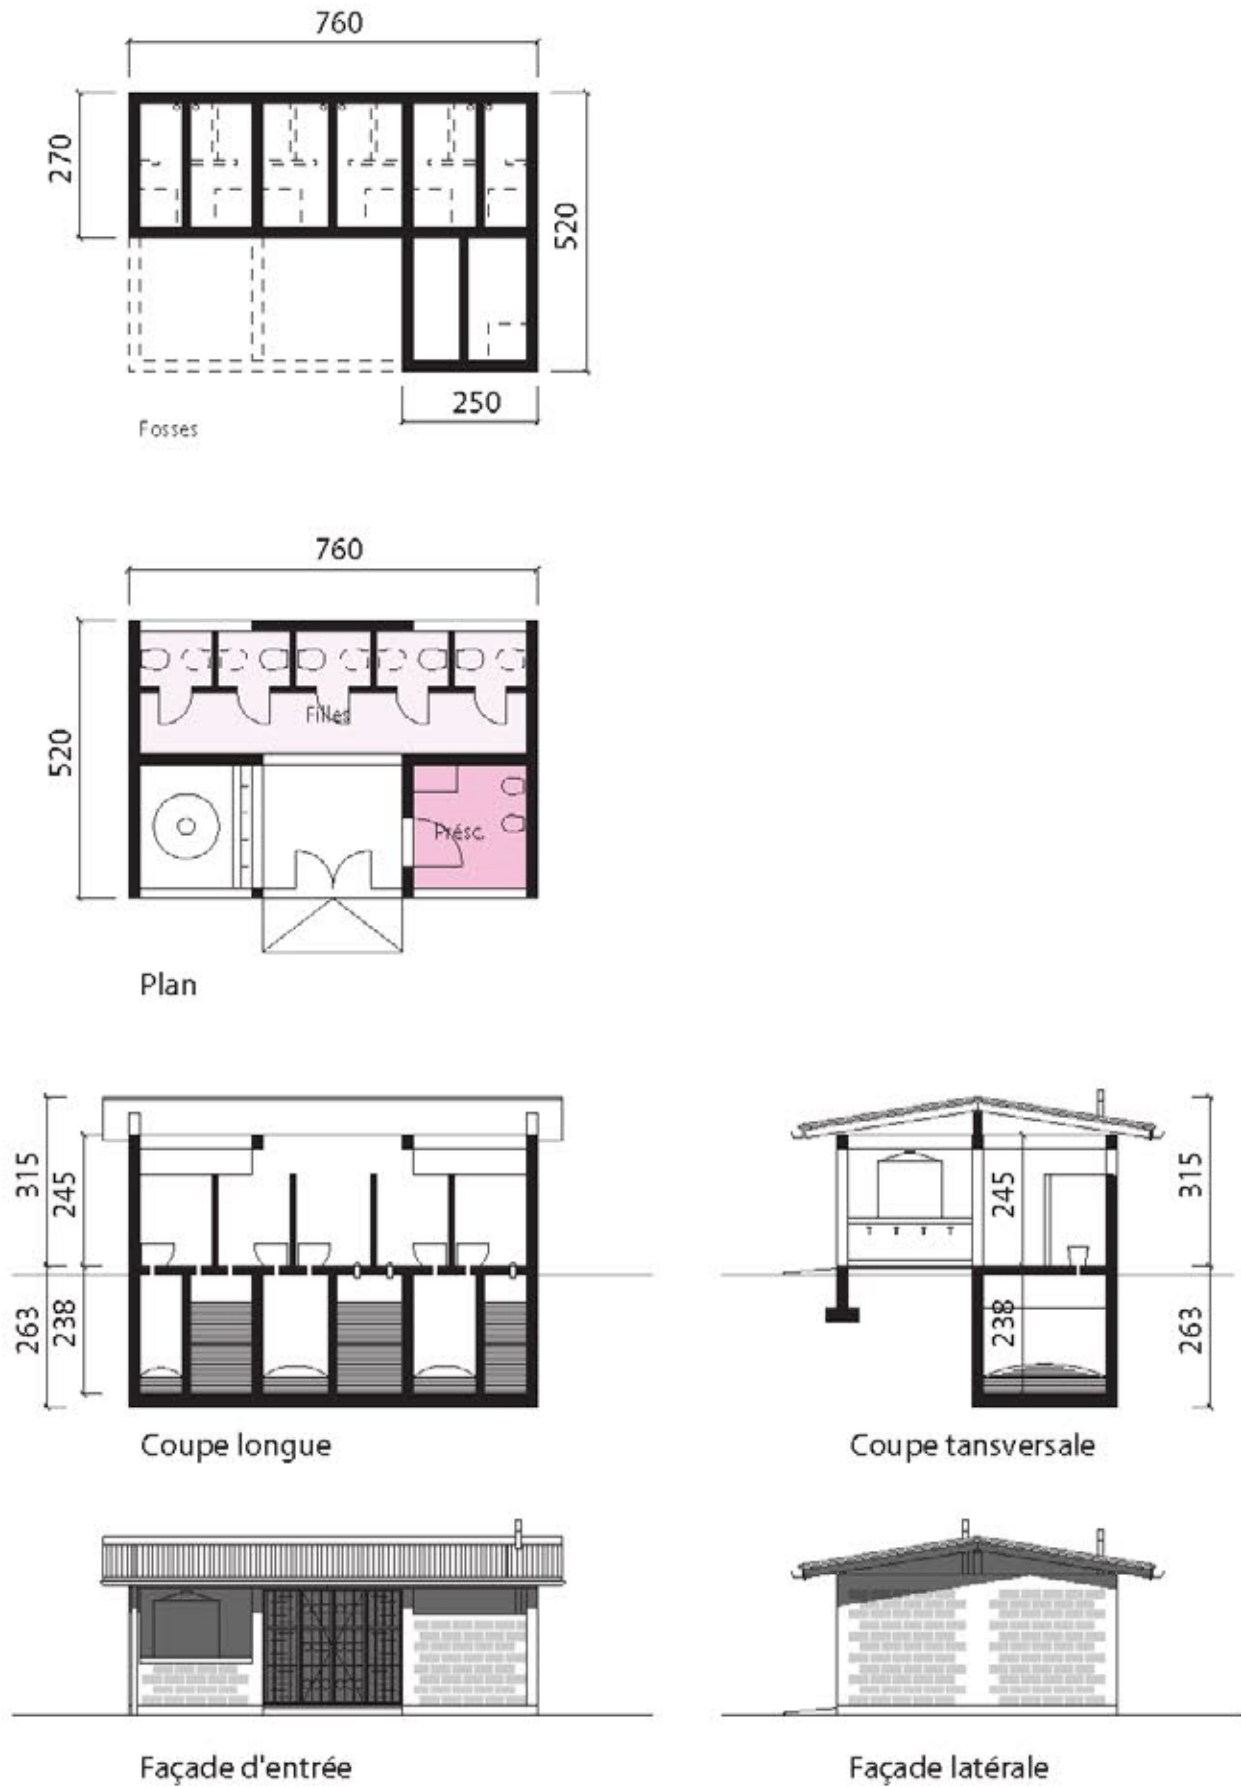 760
270
520
250
Fosses
760
520
Filles
Présc.
Plan
315
245
263
238
Coupe longue
245
315
238
263
Coupe tansversale
Façade d'entrée
Façade latérale